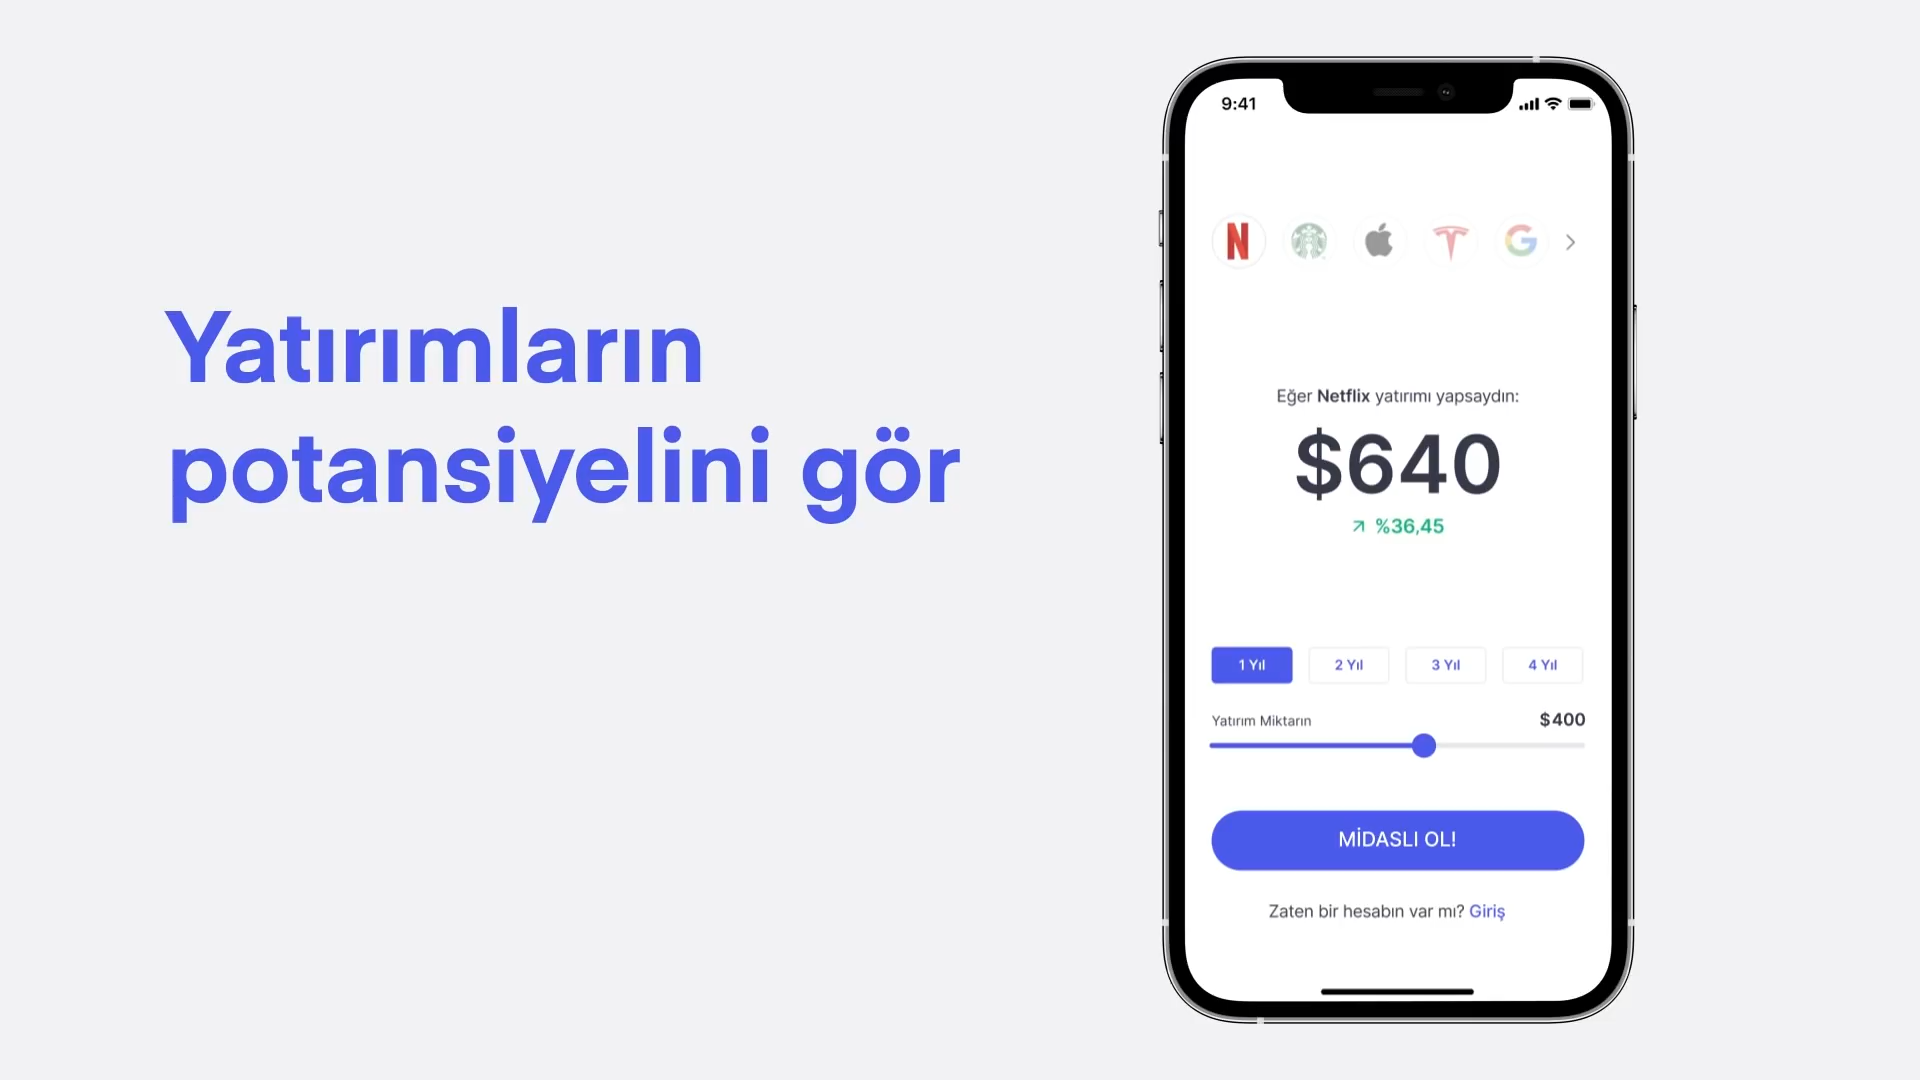 Yatırımların
potansiyelini gör
9:41
Eğer Netflix yatırımı yapsaydın:
$640
%36,45
1 Yıl
2 Yıl
3 Yıl
4 Yıl
Yatırım Miktarın
$400
MİDASLI OL!
Zaten bir hesabın var mı? Giriş